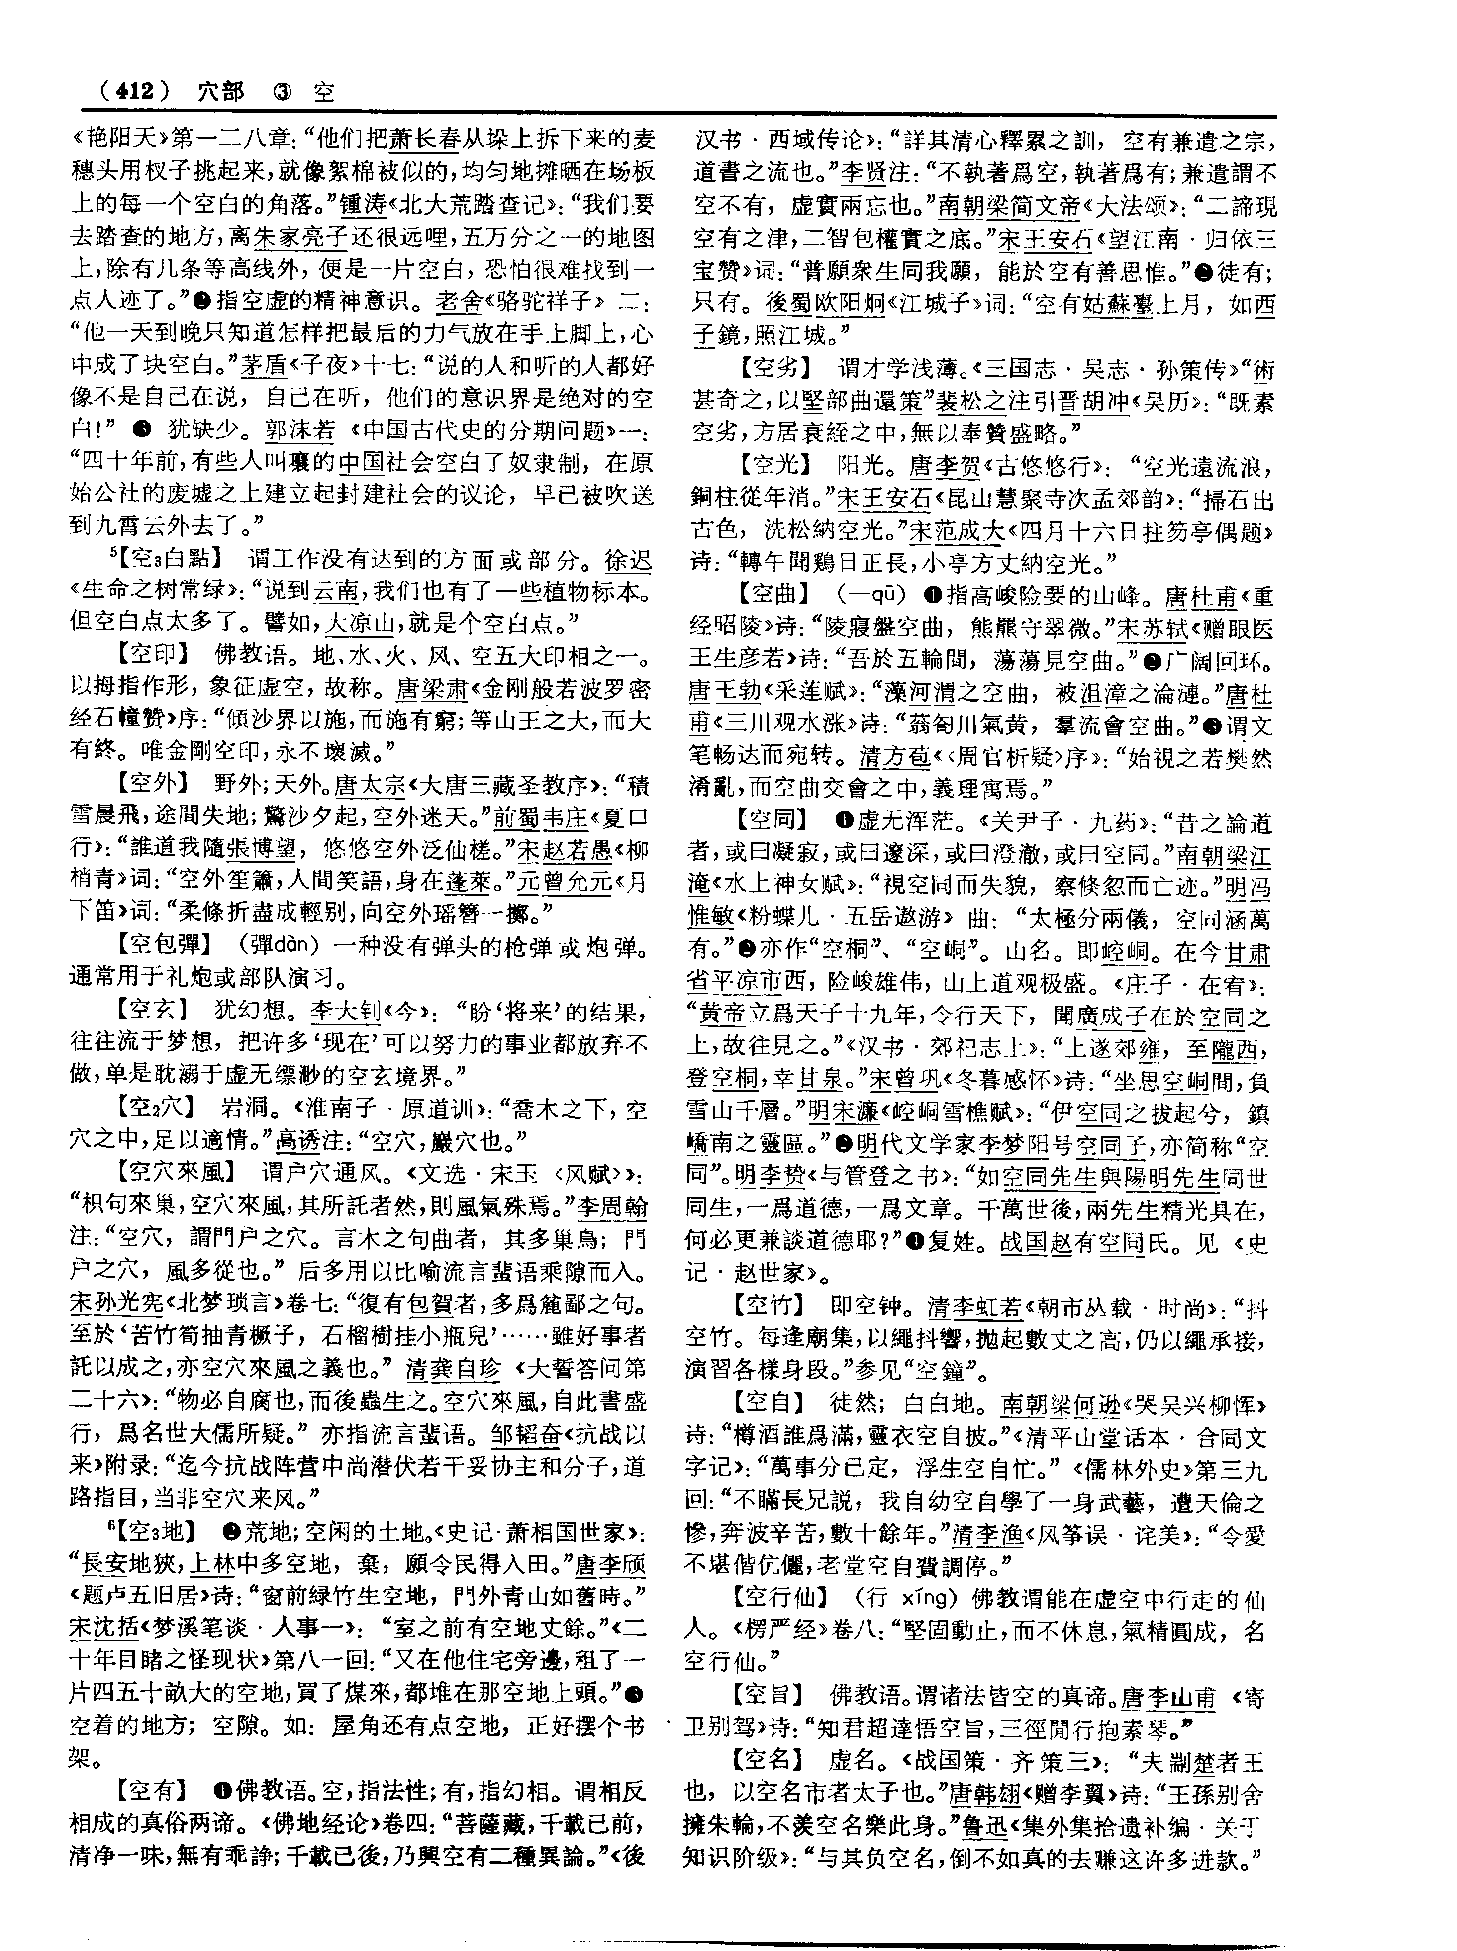 （412） 穴部 ③ 空
《艳阳天》第一二八章：“他们把萧长春从垛上拆下来的麦
穗头用杈子挑起来，就像絮棉被似的，均匀地摊晒在场板
上的每一个空白的角落。”锺涛《北大荒踏查记》：“我们要
去踏查的地方，离朱家亮子还很远哩，五万分之一的地图
上，除有几条等高线外，便是一片空白，恐怕很难找到一
点人迹了。”❷指空虚的精神意识。老舍《骆驼祥子》二：
“他一天到晚只知道怎样把最后的力气放在手上脚上，心
中成了块空白。”茅盾《子夜》十七：“说的人和听的人都好
像不是自己在说，自己在听，他们的意识界是绝对的空
白！”❸ 犹缺少。郭沫若《中国古代史的分期问题》一：
“四十年前，有些人叫嚷的中国社会空白了奴隶制，在原
始公社的废墟之上建立起封建社会的议论，早已被吹送
到九霄云外去了。”
⁵【空₃白點】 谓工作没有达到的方面或部分。徐迟
《生命之树常绿》：“说到云南，我们也有了一些植物标本。
但空白点太多了。譬如，大凉山，就是个空白点。”
【空印】 佛教语。地、水、火、风、空五大印相之一。
以拇指作形，象征虚空，故称。唐梁肃《金刚般若波罗密
经石幢赞》序：“傾沙界以施，而施有窮；等山王之大，而大
有終。唯金剛空印，永不壞滅。”
【空外】 野外；天外。唐太宗《大唐三藏圣教序》：“積
雪晨飛，途間失地；驚沙夕起，空外迷天。”前蜀韦庄《夏口
行》：“誰道我隨張博望，悠悠空外泛仙槎。”宋赵若愚《柳
梢青》词：“空外笙簫，人間笑語，身在蓬萊。”元曾允元《月
下笛》词：“柔條折盡成輕别，向空外瑶簪一擲。”
【空包彈】 （彈dàn）一种没有弹头的枪弹或炮弹。
通常用于礼炮或部队演习。
【空玄】 犹幻想。李大钊《今》：“盼‘将来’的结果，
往往流于梦想，把许多‘现在’可以努力的事业都放弃不
做，单是耽溺于虚无缥渺的空玄境界。”
【空₂穴】 岩洞。《淮南子·原道训》：“喬木之下，空
穴之中，足以適情。”高诱注：“空穴，巖穴也。”
【空穴來風】 谓户穴通风。《文选·宋玉〈风赋〉》：
“枳句來巢，空穴來風，其所託者然，則風氣殊焉。”李周翰
注：“空穴，謂門户之穴。言木之句曲者，其多巢鳥；門
户之穴，風多從也。”后多用以比喻流言蜚语乘隙而入。
宋孙光宪《北梦琐言》卷七：“復有包賀者，多爲麄鄙之句。
至於‘苦竹筍抽青橛子，石榴樹挂小瓶兒’……雖好事者
託以成之，亦空穴來風之義也。”清龚自珍《大誓答问第
二十六》：“物必自腐也，而後蟲生之。空穴來風，自此書盛
行，爲名世大儒所疑。”亦指流言蜚语。邹韬奋《抗战以
来》附录：“迄今抗战阵营中尚潜伏若干妥协主和分子，道
路指目，当非空穴来风。”
⁶【空₃地】 ❷荒地；空闲的土地。《史记·萧相国世家》：
“長安地狹，上林中多空地，棄，願令民得入田。”唐李颀
《题卢五旧居》诗：“窗前緑竹生空地，門外青山如舊時。”
宋沈括《梦溪笔谈·人事一》：“室之前有空地丈餘。”《二
十年目睹之怪现状》第八一回：“又在他住宅旁邊，租了一
片四五十畝大的空地，買了煤來，都堆在那空地上頭。”❸
空着的地方；空隙。如：屋角还有点空地，正好摆个书
架。
【空有】 ❶佛教语。空，指法性；有，指幻相。谓相反
相成的真俗两谛。《佛地经论》卷四：“菩薩藏，千載已前，
清净一味，無有乖諍；千載已後，乃興空有二種異論。”《後
汉书·西域传论》：“詳其清心釋累之訓，空有兼遣之宗，
道書之流也。”李贤注：“不執著爲空，執著爲有；兼遣謂不
空不有，虚實兩忘也。”南朝梁简文帝《大法颂》：“二諦現
空有之津，二智包權實之底。”宋王安石《望江南·归依三
宝赞》词：“普願衆生同我願，能於空有善思惟。”❷徒有；
只有。後蜀欧阳炯《江城子》词：“空有姑蘇臺上月，如西
子鏡，照江城。”
【空劣】 谓才学浅薄。《三国志·吴志·孙策传》“術
甚奇之，以堅部曲還策”裴松之注引晋胡冲《吴历》：“既素
空劣，方居衰絰之中，無以奉贊盛略。”
【空光】 阳光。唐李贺《古悠悠行》：“空光遠流浪，
銅柱從年消。”宋王安石《昆山慧聚寺次孟郊韵》：“掃石出
古色，洗松納空光。”宋范成大《四月十六日拄笏亭偶题》
诗：“轉午聞鷄日正長，小亭方丈納空光。”
【空曲】 （—qū）❶指高峻险要的山峰。唐杜甫《重
经昭陵》诗：“陵寢盤空曲，熊羆守翠微。”宋苏轼《赠眼医
王生彦若》诗：“吾於五輪間，蕩蕩見空曲。”❷广阔回环。
唐王勃《采莲赋》：“藻河渭之空曲，被沮漳之淪漣。”唐杜
甫《三川观水涨》诗：“蓊匌川氣黄，羣流會空曲。”❸谓文
笔畅达而宛转。清方苞《〈周官析疑〉序》：“始視之若樊然
淆亂，而空曲交會之中，義理寓焉。”
【空同】 ❶虚无浑茫。《关尹子·九药》：“昔之論道
者，或曰凝寂，或曰邃深，或曰澄澈，或曰空同。”南朝梁江
淹《水上神女赋》：“視空同而失貌，察倏忽而亡迹。”明冯
惟敏《粉蝶儿·五岳遨游》曲：“太極分兩儀，空同涵萬
有。”❷亦作“空桐”、“空峒”。山名。即崆峒。在今甘肃
省平凉市西，险峻雄伟，山上道观极盛。《庄子·在宥》：
“黄帝立爲天子十九年，令行天下，聞廣成子在於空同之
上，故往見之。”《汉书·郊祀志上》：“上遂郊雍，至隴西，
登空桐，幸甘泉。”宋曾巩《冬暮感怀》诗：“坐思空峒間，負
雪山千層。”明宋濂《崆峒雪樵赋》：“伊空同之拔起兮，鎮
嶠南之靈區。”❸明代文学家李梦阳号空同子，亦简称“空
同”。明李贽《与管登之书》：“如空同先生與陽明先生同世
同生，一爲道德，一爲文章。千萬世後，兩先生精光具在，
何必更兼談道德耶？”❹复姓。战国赵有空同氏。见《史
记·赵世家》。
【空竹】 即空钟。清李虹若《朝市丛载·时尚》：“抖
空竹。每逢廟集，以繩抖響，拋起數丈之高，仍以繩承接，
演習各樣身段。”参见“空鐘”。
【空自】 徒然；白白地。南朝梁何逊《哭吴兴柳恽》
诗：“樽酒誰爲滿，靈衣空自披。”《清平山堂话本·合同文
字记》：“萬事分已定，浮生空自忙。”《儒林外史》第三九
回：“不瞞長兄説，我自幼空自學了一身武藝，遭天倫之
慘，奔波辛苦，數十餘年。”清李渔《风筝误·诧美》：“令愛
不堪偕伉儷，老堂空自費調停。”
【空行仙】 （行 xíng）佛教谓能在虚空中行走的仙
人。《楞严经》卷八：“堅固動止，而不休息，氣精圓成，名
空行仙。”
【空旨】 佛教语。谓诸法皆空的真谛。唐李山甫《寄
卫别驾》诗：“知君超達悟空旨，三徑閒行抱素琴。”
【空名】 虚名。《战国策·齐策三》：“夫剬楚者王
也，以空名市者太子也。”唐韩翃《赠李翼》诗：“王孫别舍
擁朱輪，不羨空名樂此身。”鲁迅《集外集拾遗补编·关于
知识阶级》：“与其负空名，倒不如真的去赚这许多进款。”